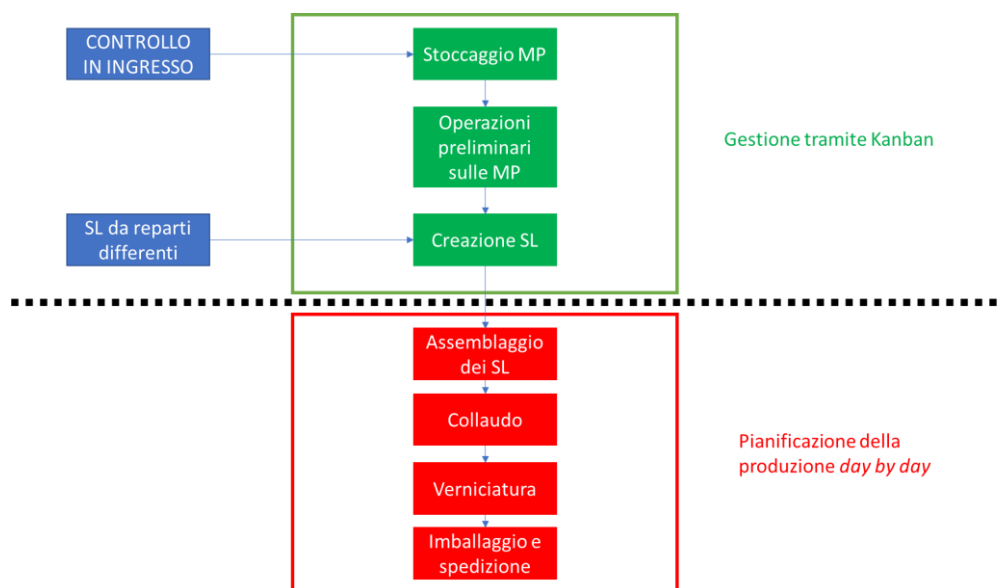 CONTROLLO
IN INGRESSO
Stoccaggio MP
Operazioni
preliminari
sulle MP
Gestione tramite Kanban
SL da reparti
differenti
Creazione SL
Assemblaggio
dei SL
Collaudo
Pianificazione della
produzione day by day
Verniciatura
Imballaggio e
spedizione